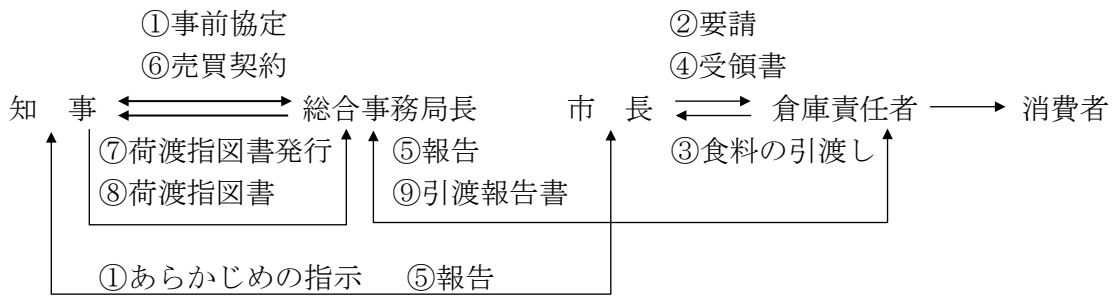 ①事前協定 ②要請
⑥売買契約 ④受領書
知 事 総合事務局長 市 長 倉庫責任者 消費者
⑦荷渡指図書発行 ⑤報告 ③食料の引渡し
⑧荷渡指図書 ⑨引渡報告書
①あらかじめの指示 ⑤報告